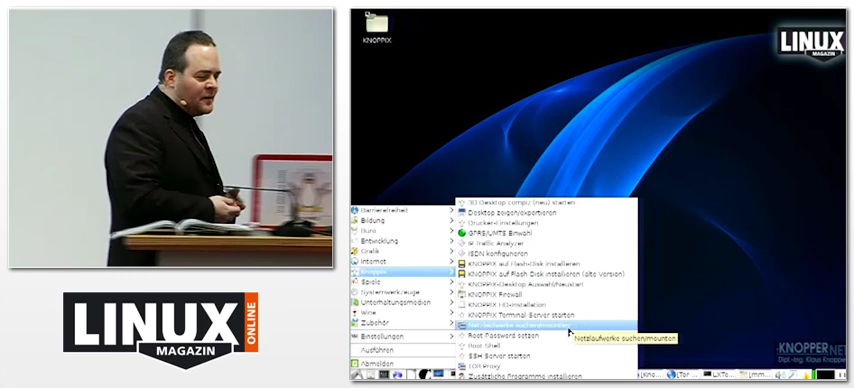 KNOPPIX
LINUX
MAGAZIN
Barrierefreiheit
Bildung
Büro
Entwicklung
Grafik
Internet
Knoppix
Spiele
Systemwerkzeuge
Unterhaltungsmedien
Wine
Zubehör
Einstellungen
Ausführen
Abmelden
3D Desktop compiz (neu) starten
Desktop zeigen/exportieren
Drucker-Einstellungen
GPRS/UMTS Einwahl
IP Traffic Analyzer
ISDN konfigurieren
KNOPPIX auf Flash-Disk installieren
KNOPPIX auf Flash Disk installieren (alte Version)
KNOPPIX-Desktop Auswahl/Neustart
KNOPPIX Firewall
KNOPPIX HD-Installation
KNOPPIX Terminal-Server starten
Netzlaufwerke suchen/mounten
Root-Password setzen
Root Shell
SSH Server starten
TOR Proxy
Zusätzliche Programme installieren
Netzlaufwerke suchen/mounten
KNOPPER.NET
Dipl.-Ing. Klaus Knopper
LINUX
MAGAZIN
ONLINE